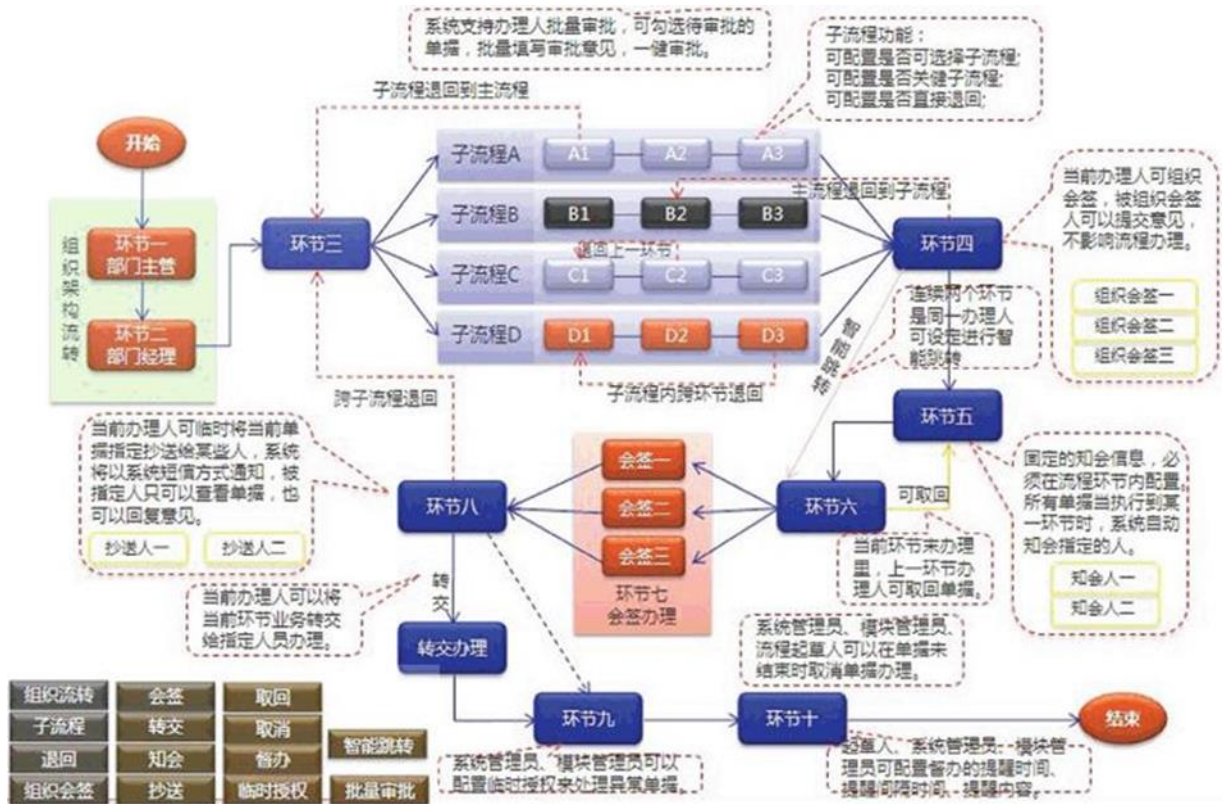 系统支持办理人批量审批，可勾选待审批的
单据，批量填写审批意见，一健审批。
子流程功能：
可配置是否可选择子流程;
可配置是否关健子流程;
可配置是否直接退回;
子流程退回到主流程
开始
子流程A
A1
A2
A3
当前办理人可组织
会签，被组织会签
人可以提交意见，
不影响流程办理。
组织会签一
组织会签二
组织会签三
主流程退回到子流程
子流程B
B1
B2
B3
组织架构流转
环节一
部门主管
环节二
部门经理
环节三
环节四
退回上一环节
子流程C
C1
C2
C3
连续两个环节
是同一办理人
可设定进行智
能跳转
智能跳转
子流程D
D1
D2
D3
跨子流程退回
子流程内跨环节退回
环节五
当前办理人可临时将当前单
据指定抄送给某些人，系统
将以系统短信方式通知，被
指定人只可以查看单据，也
可以回复意见。
抄送人一
抄送人二
固定的知会信息，必
须在流程环节内配置。
所有单据当执行到某
一环节时，系统自动
知会指定的人。
知会人一
知会人二
会签一
会签二
会签三
环节七
会签办理
环节八
环节六
可取回
当前环节未办理
里，上一环节办
理人可取回单据。
转交
当前办理人可以将
当前环节业务转交
给指定人员办理。
转交办理
系统管理员、模块管理员、
流程起草人可以在单据未
结束时取消单据办理。
环节九
环节十
结束
系统管理员、模块管理员可以
配置临时授权来处理异常单据。
起草人、系统管理员、模块管
理员可配置督办的提醒时间、
提醒间隔时间、提醒内容。
组织流转
会签
取回
子流程
转交
取消
智能跳转
退回
知会
督办
组织会签
抄送
临时授权
批量审批